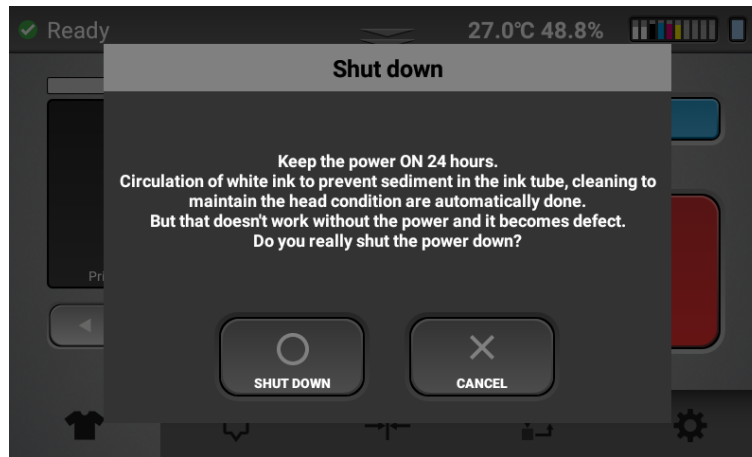 Ready
27.0℃ 48.8%
Shut down
Keep the power ON 24 hours.
Circulation of white ink to prevent sediment in the ink tube, cleaning to
maintain the head condition are automatically done.
But that doesn't work without the power and it becomes defect.
Do you really shut the power down?
Pri
SHUT DOWN
CANCEL